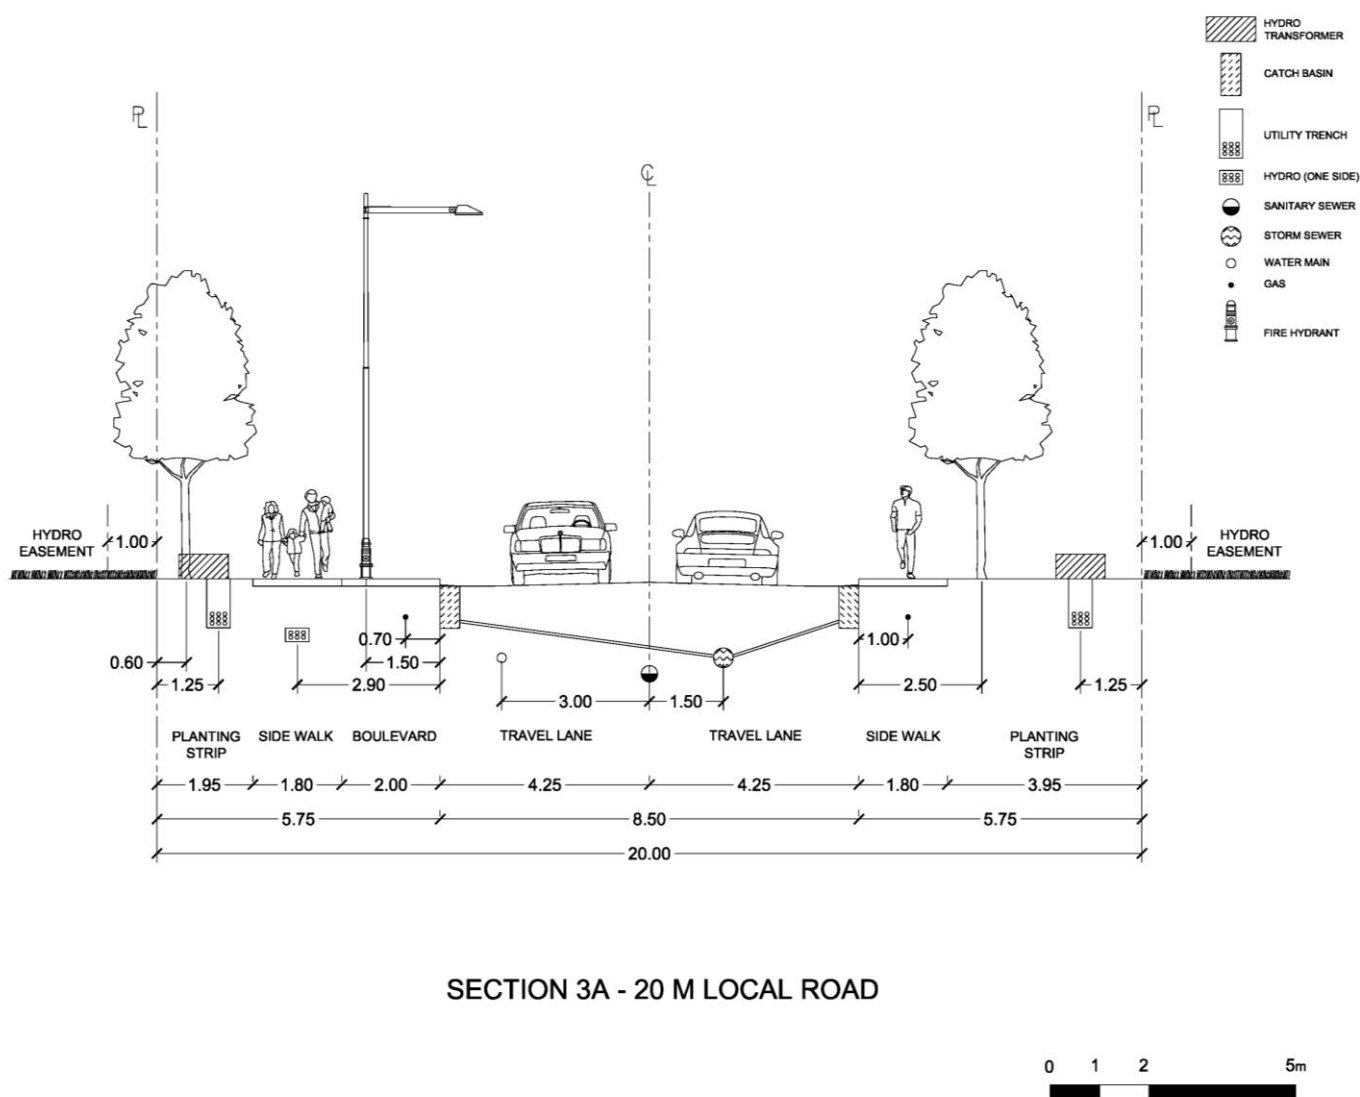 HYDRO
TRANSFORMER
CATCH BASIN
UTILITY TRENCH
HYDRO (ONE SIDE)
SANITARY SEWER
STORM SEWER
WATER MAIN
GAS
FIRE HYDRANT
PL
PL
CL
HYDRO
EASEMENT
1.00
1.00
HYDRO
EASEMENT
0.70
1.00
0.60
1.50
1.25
2.90
2.50
1.25
3.00
1.50
PLANTING
STRIP
SIDE WALK
BOULEVARD
TRAVEL LANE
TRAVEL LANE
SIDE WALK
PLANTING
STRIP
1.95
1.80
2.00
4.25
4.25
1.80
3.95
5.75
8.50
5.75
20.00
SECTION 3A - 20 M LOCAL ROAD
0 1 2 5m